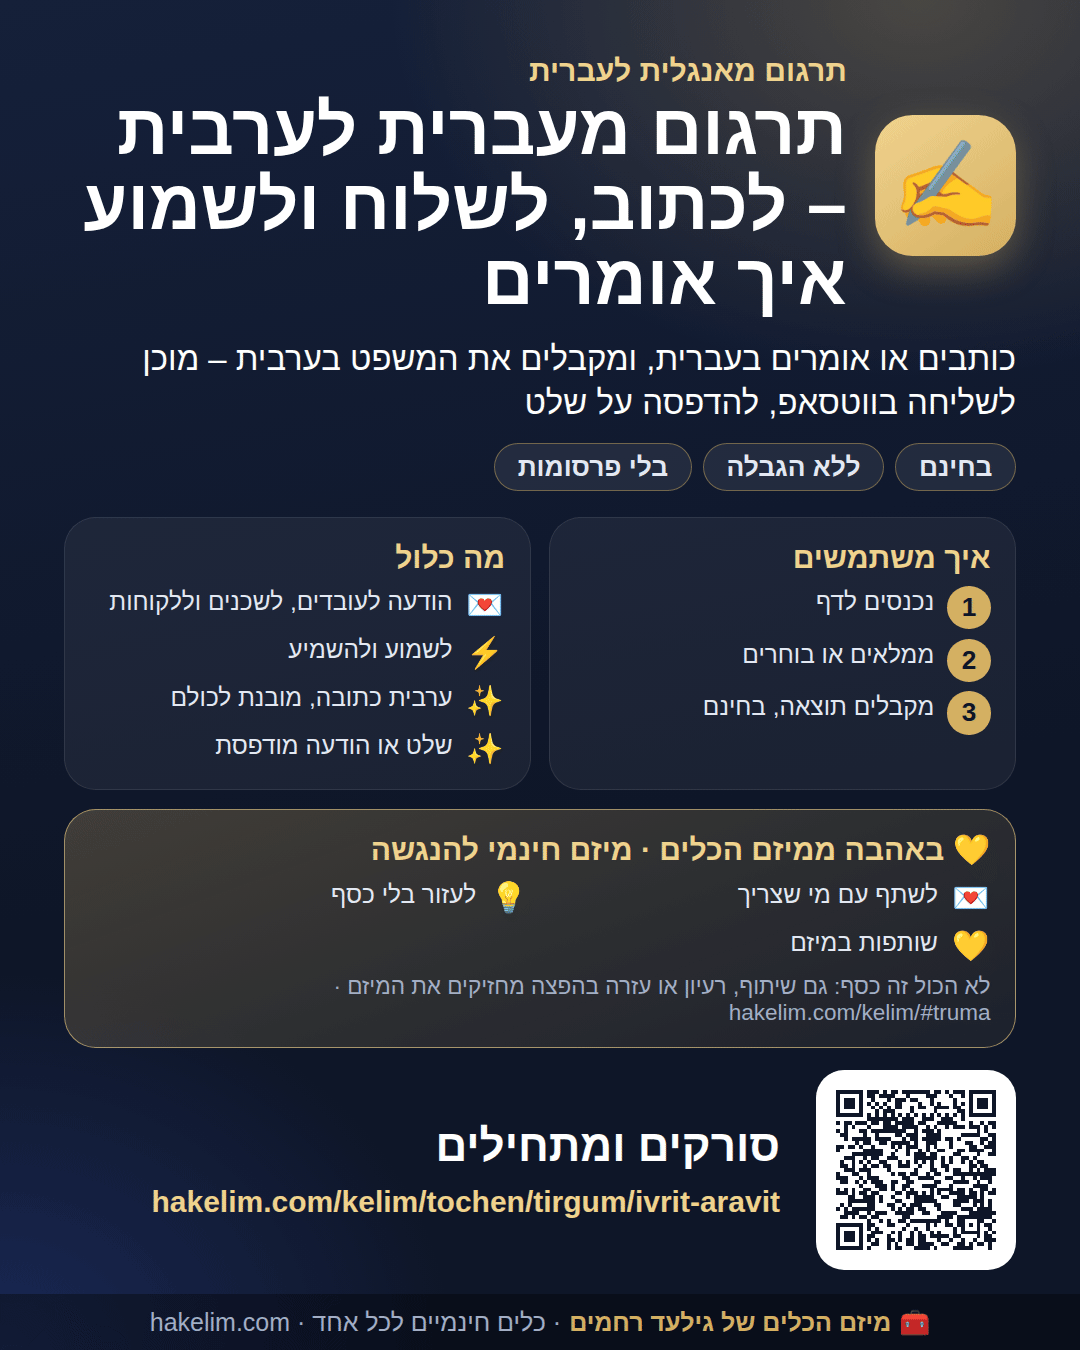 תרגום מאנגלית לעברית
תרגום מעברית לערבית
– לכתוב, לשלוח ולשמוע
איך אומרים
כותבים או אומרים בעברית, ומקבלים את המשפט בערבית – מוכן
לשליחה בווטסאפ, להדפסה על שלט
בחינם
ללא הגבלה
בלי פרסומות
איך משתמשים
1 נכנסים לדף
2 ממלאים או בוחרים
3 מקבלים תוצאה, בחינם
מה כלול
הודעה לעובדים, לשכנים וללקוחות
לשמוע ולהשמיע
ערבית כתובה, מובנת לכולם
שלט או הודעה מודפסת
באהבה ממיזם הכלים · מיזם חינמי להנגשה
לשתף עם מי שצריך
לעזור בלי כסף
שותפות במיזם
לא הכול זה כסף: גם שיתוף, רעיון או עזרה בהפצה מחזיקים את המיזם ·
hakelim.com/kelim/#truma
סורקים ומתחילים
hakelim.com/kelim/tochen/tirgum/ivrit-aravit
מיזם הכלים של גילעד רחמים · כלים חינמיים לכל אחד · hakelim.com